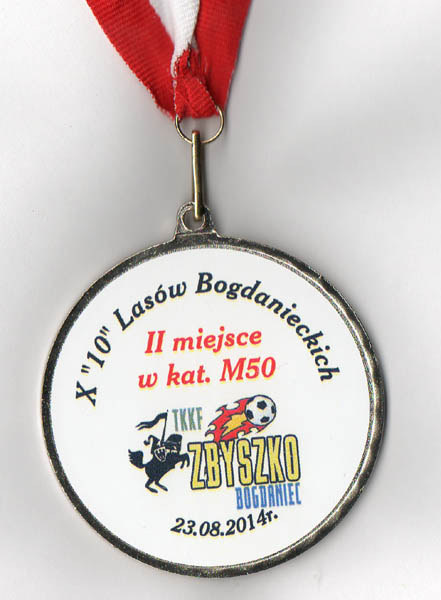 X "10" Lasów Bogdanieckich
II miejsce
w kat. M50
TKKF
ZBYSZKO
BOGDANIEC
23.08.2014r.